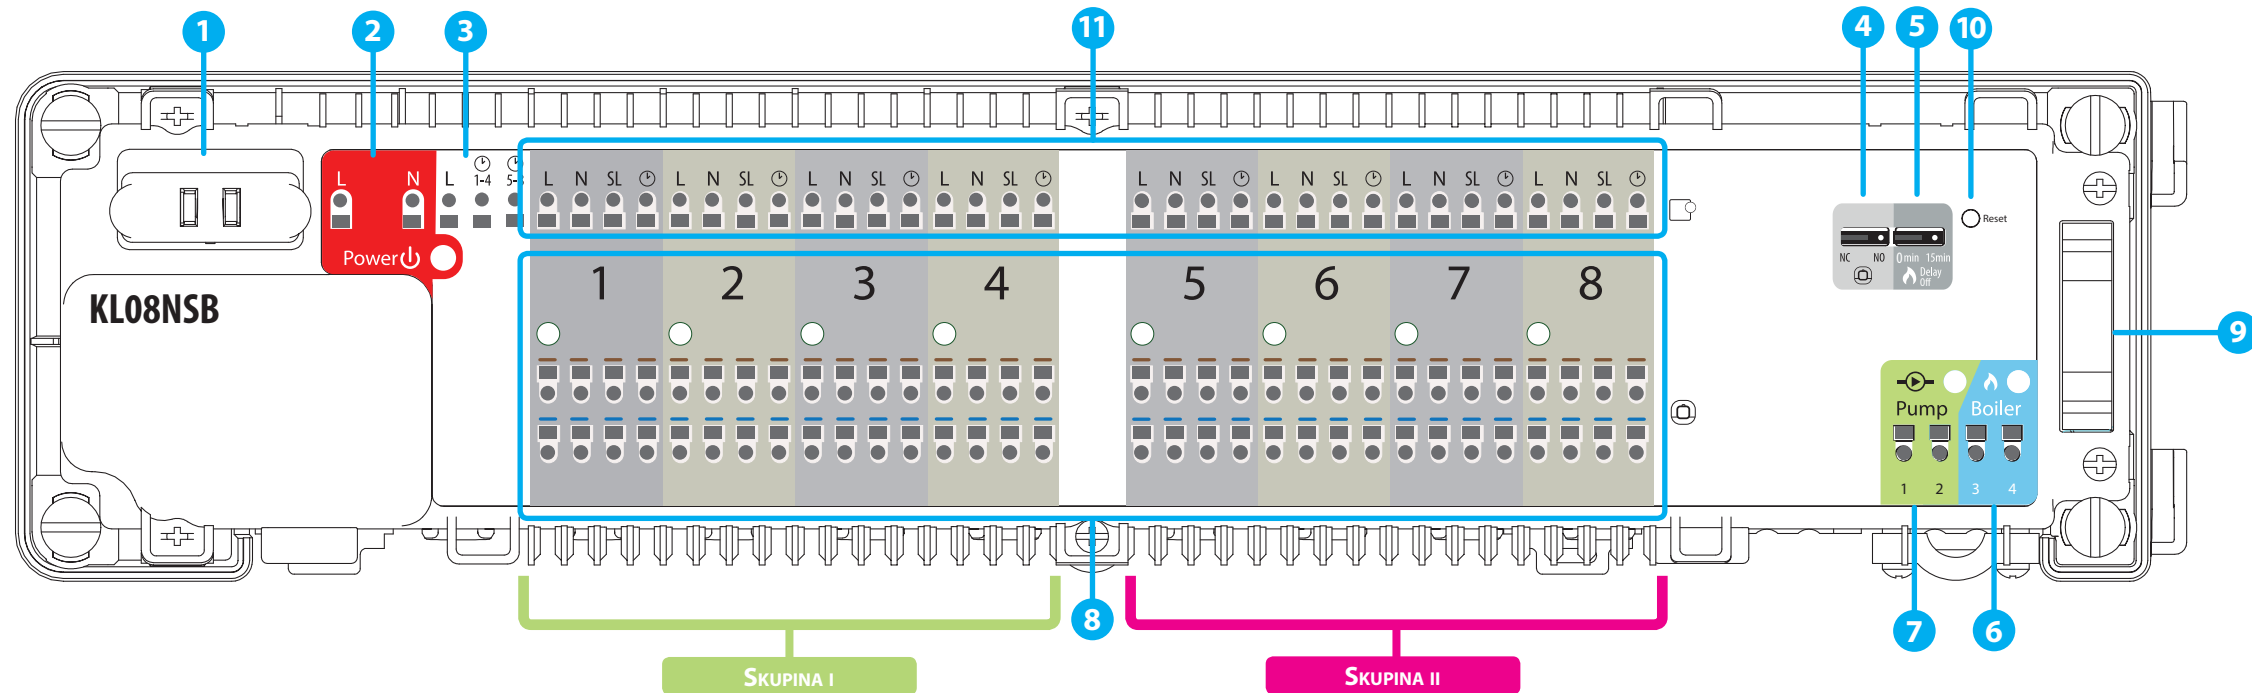 1 2 3 11 4 5 10
L N L 1-4 5- L N SL L N SL L N SL L N SL L N SL L N SL L N SL L N SL
Reset
Power
NC NO 0 min 15min
Delay
Off
1 2 3 4 5 6 7 8
KL08NSB
9
Pump Boiler
1 2 3 4
8 7 6
SKUPINA I SKUPINA II